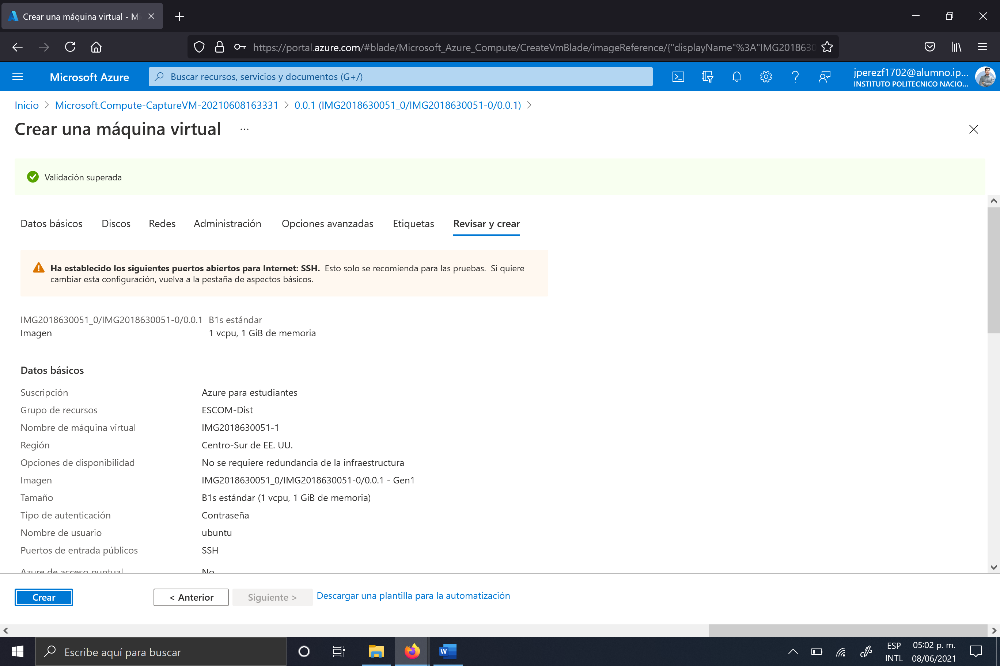 Crear una máquina virtual - Mi
https://portal.azure.com/#blade/Microsoft_Azure_Compute/CreateVmBlade/imageReference/{"displayName"%3A"IMG2018630
Microsoft Azure
Buscar recursos, servicios y documentos (G+/)
jperezf1702@alumno.ip...
INSTITUTO POLITECNICO NACIO...
Inicio > Microsoft.Compute-CaptureVM-20210608163331 > 0.0.1 (IMG2018630051_0/IMG2018630051-0/0.0.1) >
Crear una máquina virtual ...
Validación superada
Datos básicos Discos Redes Administración Opciones avanzadas Etiquetas Revisar y crear
Ha establecido los siguientes puertos abiertos para Internet: SSH. Esto solo se recomienda para las pruebas. Si quiere
cambiar esta configuración, vuelva a la pestaña de aspectos básicos.
IMG2018630051_0/IMG2018630051-0/0.0.1 B1s estándar
Imagen 1 vcpu, 1 GiB de memoria
Datos básicos
Suscripción Azure para estudiantes
Grupo de recursos ESCOM-Dist
Nombre de máquina virtual IMG2018630051-1
Región Centro-Sur de EE. UU.
Opciones de disponibilidad No se requiere redundancia de la infraestructura
Imagen IMG2018630051_0/IMG2018630051-0/0.0.1 - Gen1
Tamaño B1s estándar (1 vcpu, 1 GiB de memoria)
Tipo de autenticación Contraseña
Nombre de usuario ubuntu
Puertos de entrada públicos SSH
Azure de acceso puntual No
Crear < Anterior Siguiente > Descargar una plantilla para la automatización
Escribe aquí para buscar
W
ESP
INTL
05:02 p. m.
08/06/2021